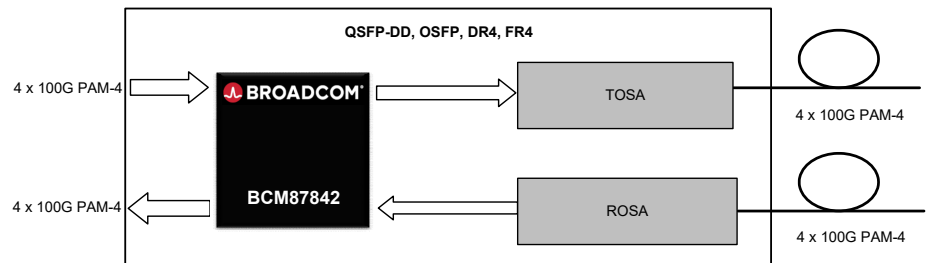 QSFP-DD, OSFP, DR4, FR4
4 x 100G PAM-4
BROADCOM®
TOSA
4 x 100G PAM-4
4 x 100G PAM-4
BCM87842
ROSA
4 x 100G PAM-4